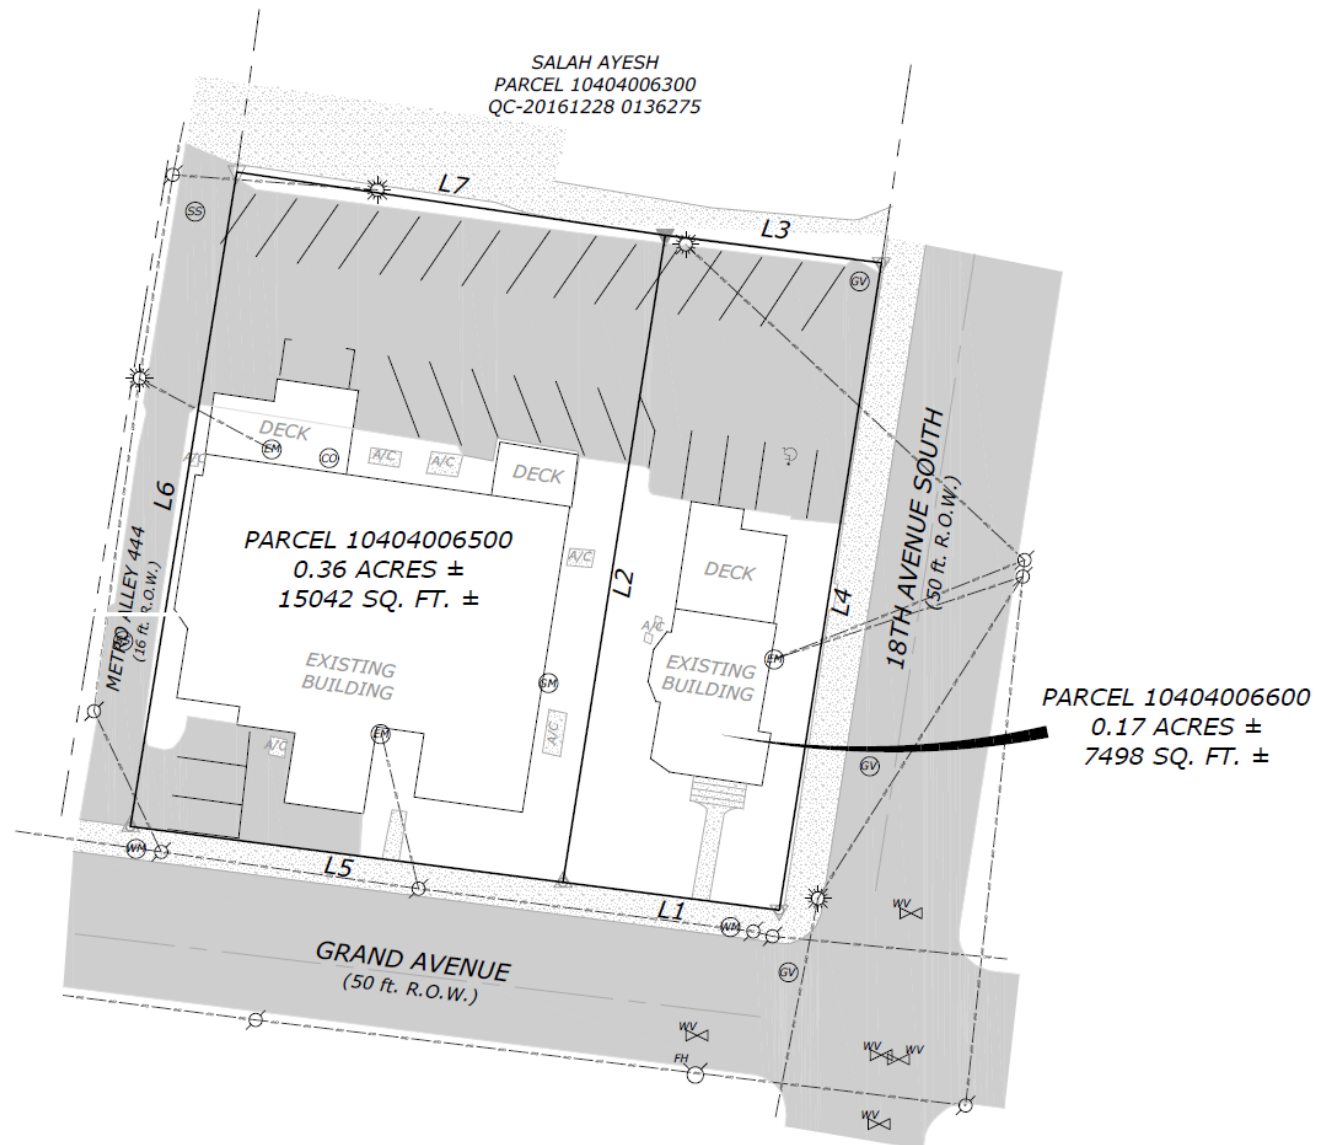 SALAH AYESH
PARCEL 10404006300
QC-20161228 0136275
L7
L3
SS
GV
DECK
EM
CO
A/C
A/C
A/C
DECK
L6
PARCEL 10404006500
0.36 ACRES ±
15042 SQ. FT. ±
A/C
L2
DECK
L4
18TH AVENUE SOUTH
(50 ft. R.O.W.)
METRO ALLEY 444
(16 ft. R.O.W.)
A/C
EXISTING
BUILDING
EXISTING
BUILDING
EM
GM
PARCEL 10404006600
0.17 ACRES ±
7498 SQ. FT. ±
A/C
EM
A/C
GV
WM
L5
L1
WM
WV
GRAND AVENUE
(50 ft. R.O.W.)
GV
WV
FH
WV
WV
WV